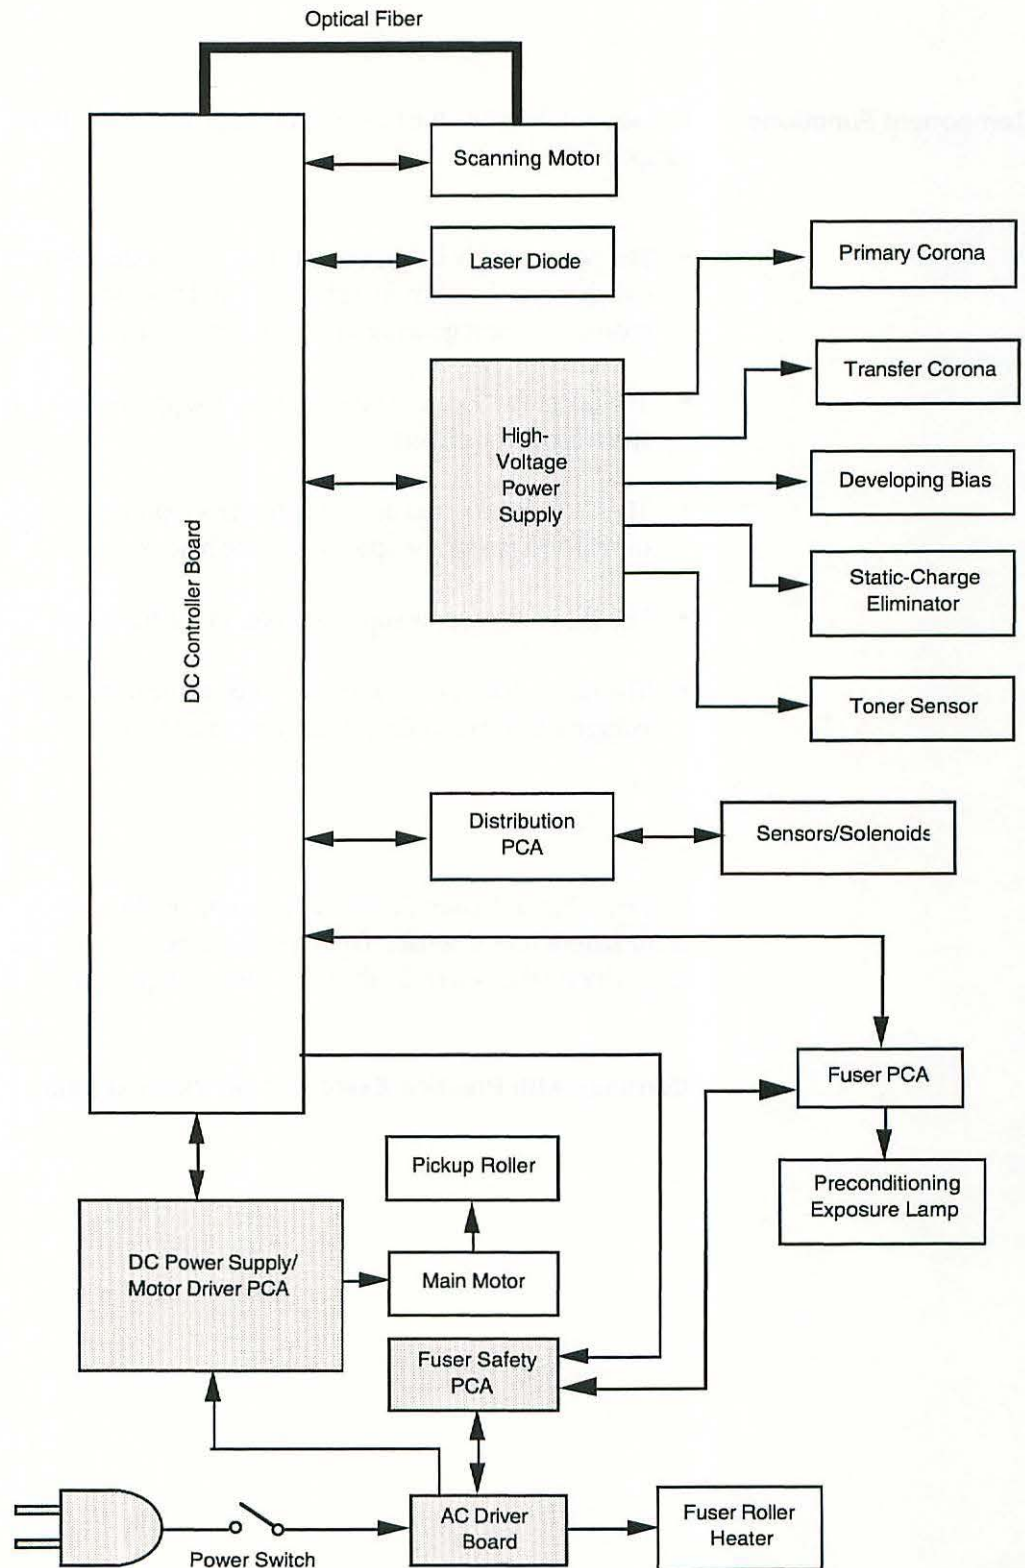 Optical Fiber
DC Controller Board
Scanning Motor
Laser Diode
High-
Voltage
Power
Supply
Primary Corona
Transfer Corona
Developing Bias
Static-Charge
Eliminator
Toner Sensor
Distribution
PCA
Sensors/Solenoids
Fuser PCA
Preconditioning
Exposure Lamp
Pickup Roller
DC Power Supply/
Motor Driver PCA
Main Motor
Fuser Safety
PCA
AC Driver
Board
Fuser Roller
Heater
Power Switch